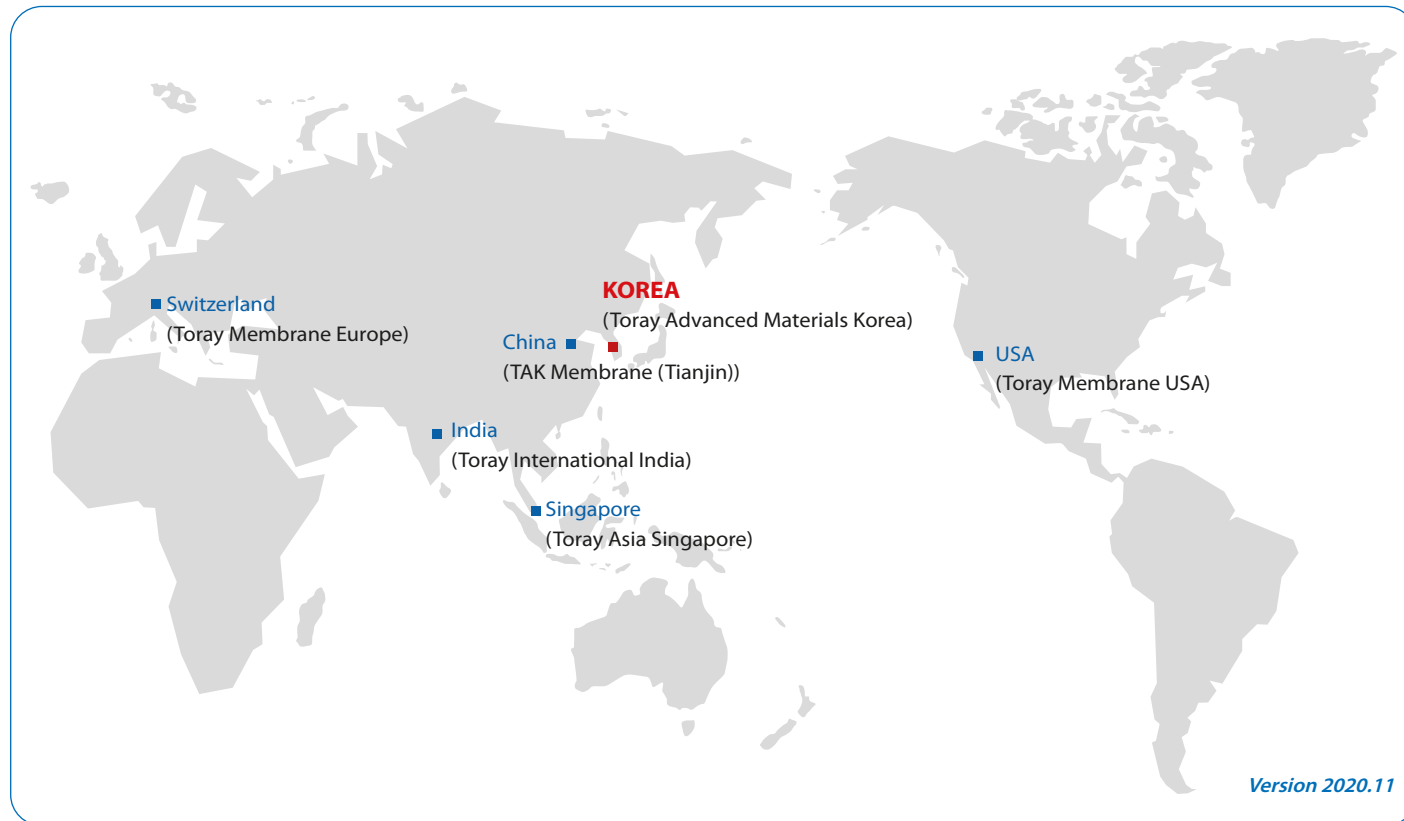 KOREA
(Toray Advanced Materials Korea)
Switzerland
(Toray Membrane Europe)
China
(TAK Membrane (Tianjin))
USA
(Toray Membrane USA)
India
(Toray International India)
Singapore
(Toray Asia Singapore)
Version 2020.11